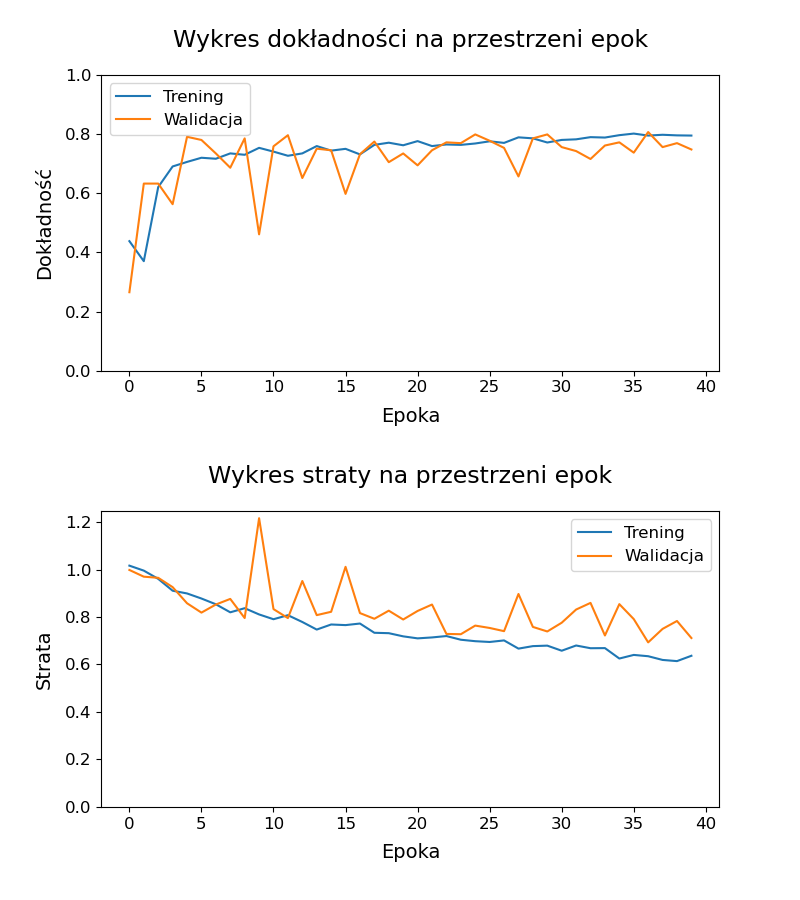 Wykres dokładności na przestrzeni epok
1.0
0.8
0.6
0.4
0.2
0.0
Dokładność
Trening
Walidacja
0 5 10 15 20 25 30 35 40
Epoka
Wykres straty na przestrzeni epok
1.2
1.0
0.8
0.6
0.4
0.2
0.0
Strata
Trening
Walidacja
0 5 10 15 20 25 30 35 40
Epoka